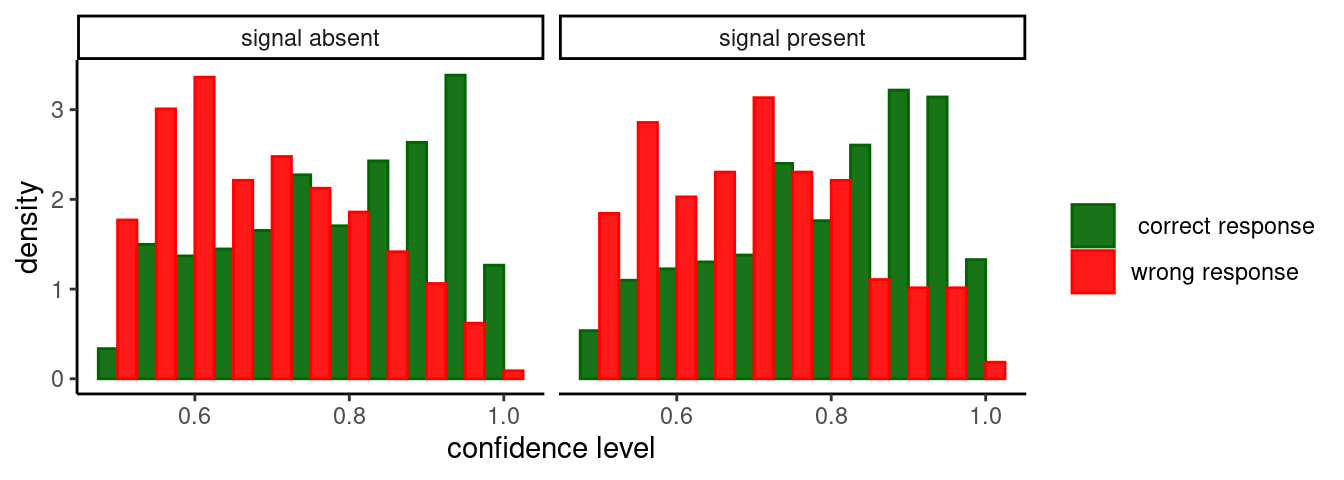 signal absent
signal present
density
3
2
1
0
0.6
0.8
1.0
0.6
0.8
1.0
confidence level
correct response
wrong response